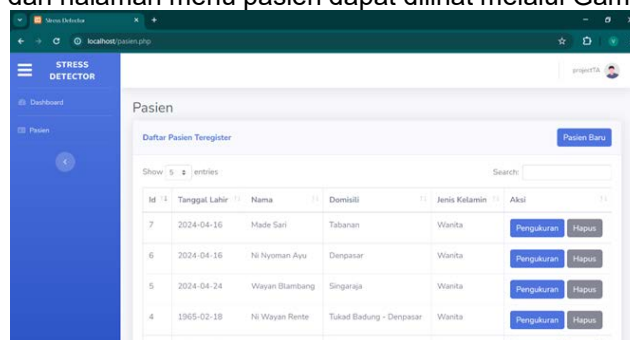 dan halaman menu pasien dapat dilihat melalui Gam
Stress Detector
localhost/pasien.php
STRESS DETECTOR
projectTA
Dashboard
Pasien
Pasien
Daftar Pasien Teregister
Pasien Baru
Show 5 entries
Search:
Id Tanggal Lahir Nama Domisili Jenis Kelamin Aksi
7 2024-04-16 Made Sari Tabanan Wanita Pengukuran Hapus
6 2024-04-16 Ni Nyoman Ayu Denpasar Wanita Pengukuran Hapus
5 2024-04-24 Wayan Blambang Singaraja Wanita Pengukuran Hapus
4 1965-02-18 Ni Wayan Rente Tukad Badung - Denpasar Wanita Pengukuran Hapus